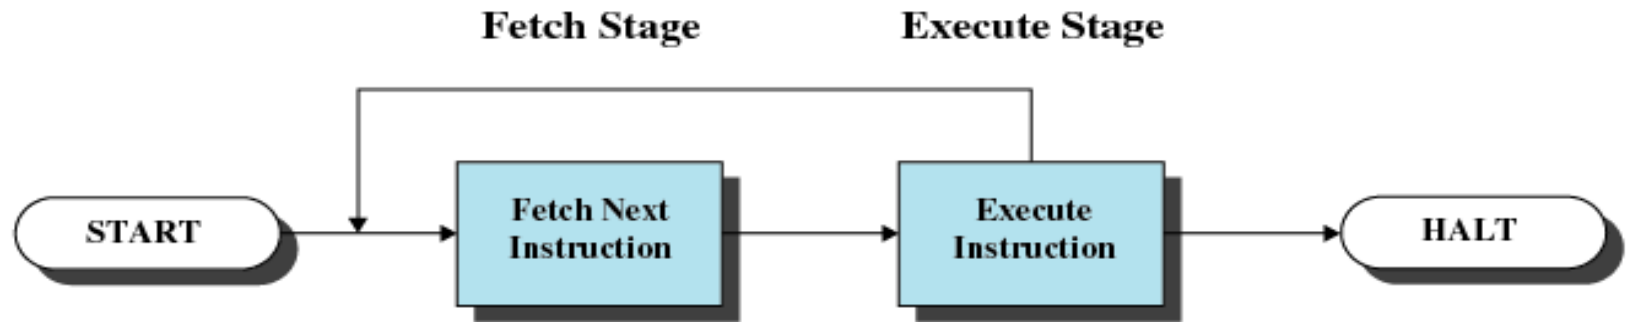 Fetch Stage
Execute Stage
START
Fetch Next
Instruction
Execute
Instruction
HALT